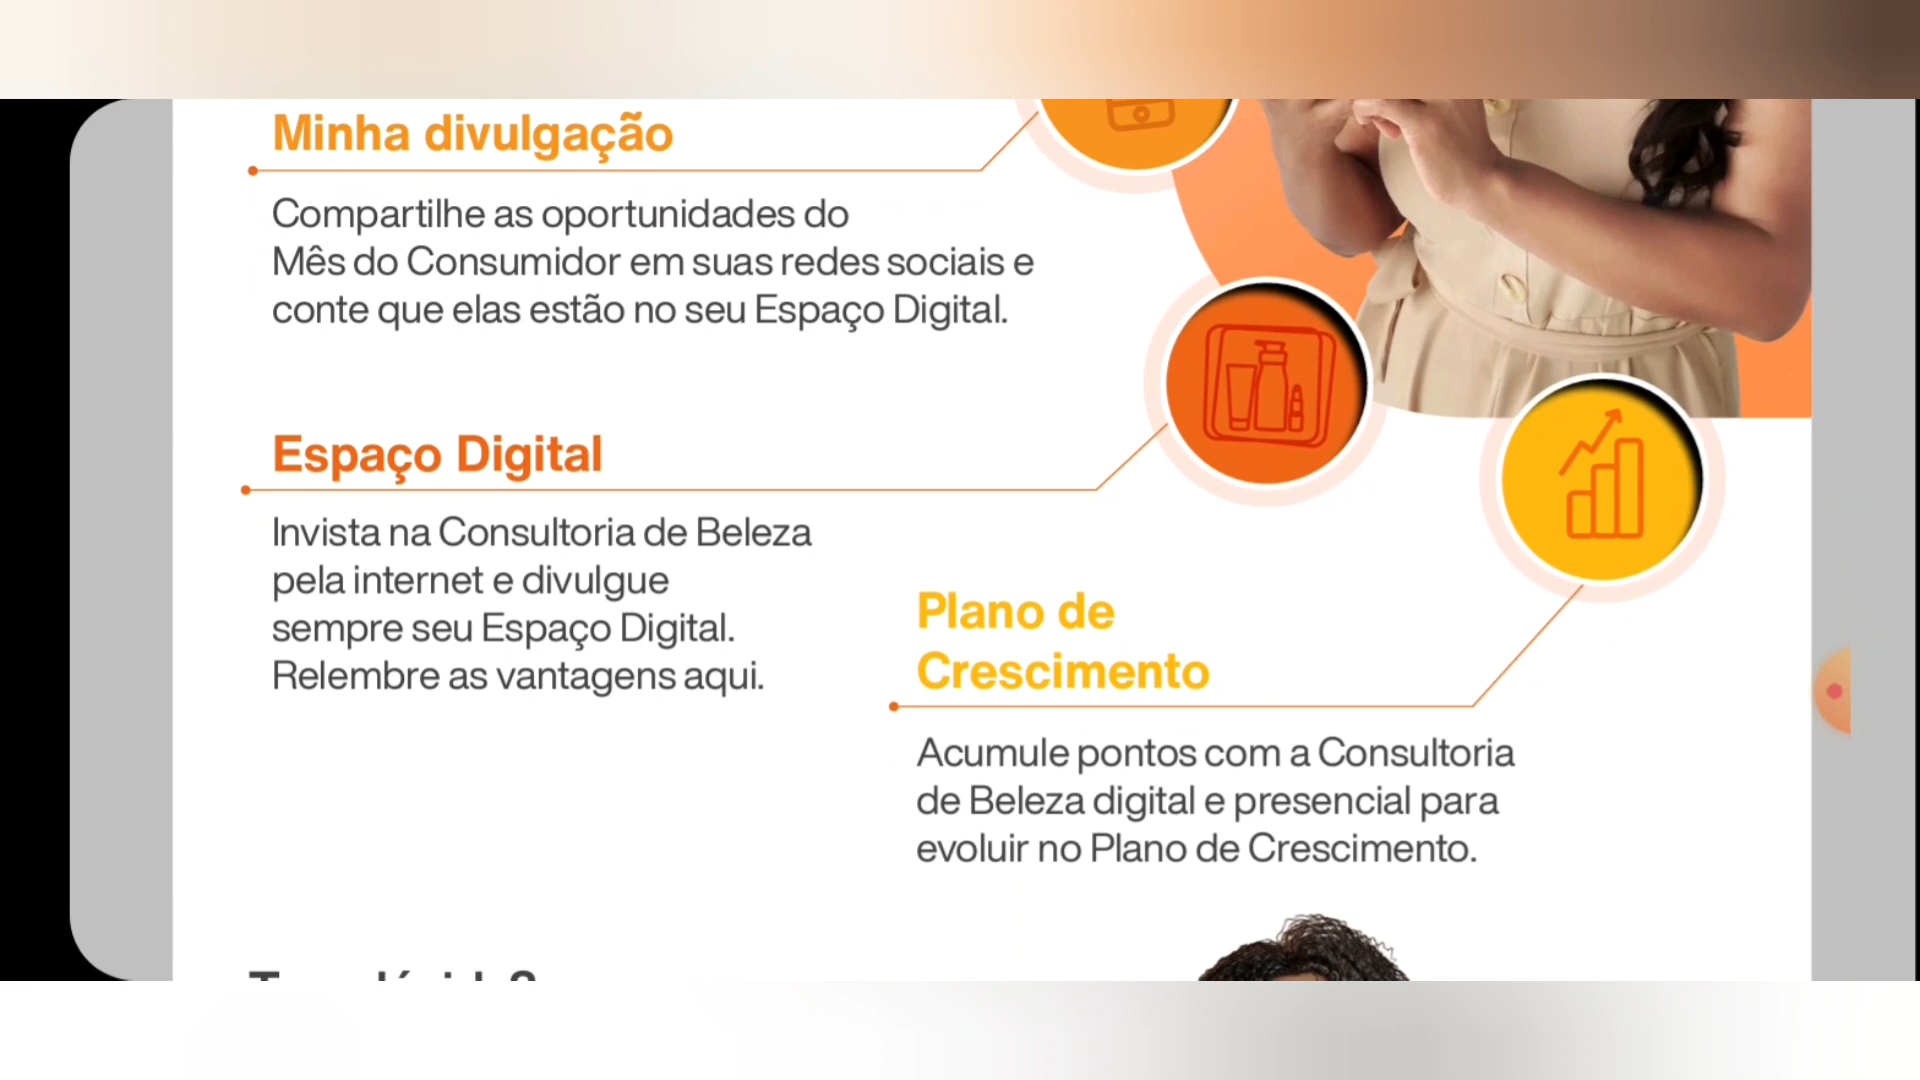 Minha divulgação
Compartilhe as oportunidades do
Mês do Consumidor em suas redes sociais e
conte que elas estão no seu Espaço Digital.
Espaço Digital
Invista na Consultoria de Beleza
pela internet e divulgue
sempre seu Espaço Digital.
Relembre as vantagens aqui.
Plano de
Crescimento
Acumule pontos com a Consultoria
de Beleza digital e presencial para
evoluir no Plano de Crescimento.